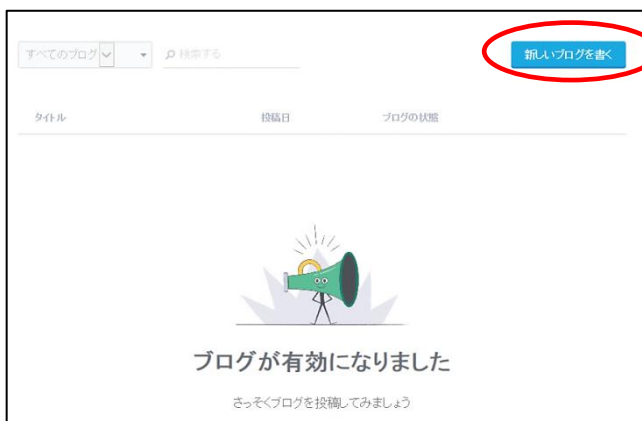 すべてのブログ
検索する
新しいブログを書く
タイトル 投稿日 ブログの状態
ブログが有効になりました
さっそくブログを投稿してみましょう